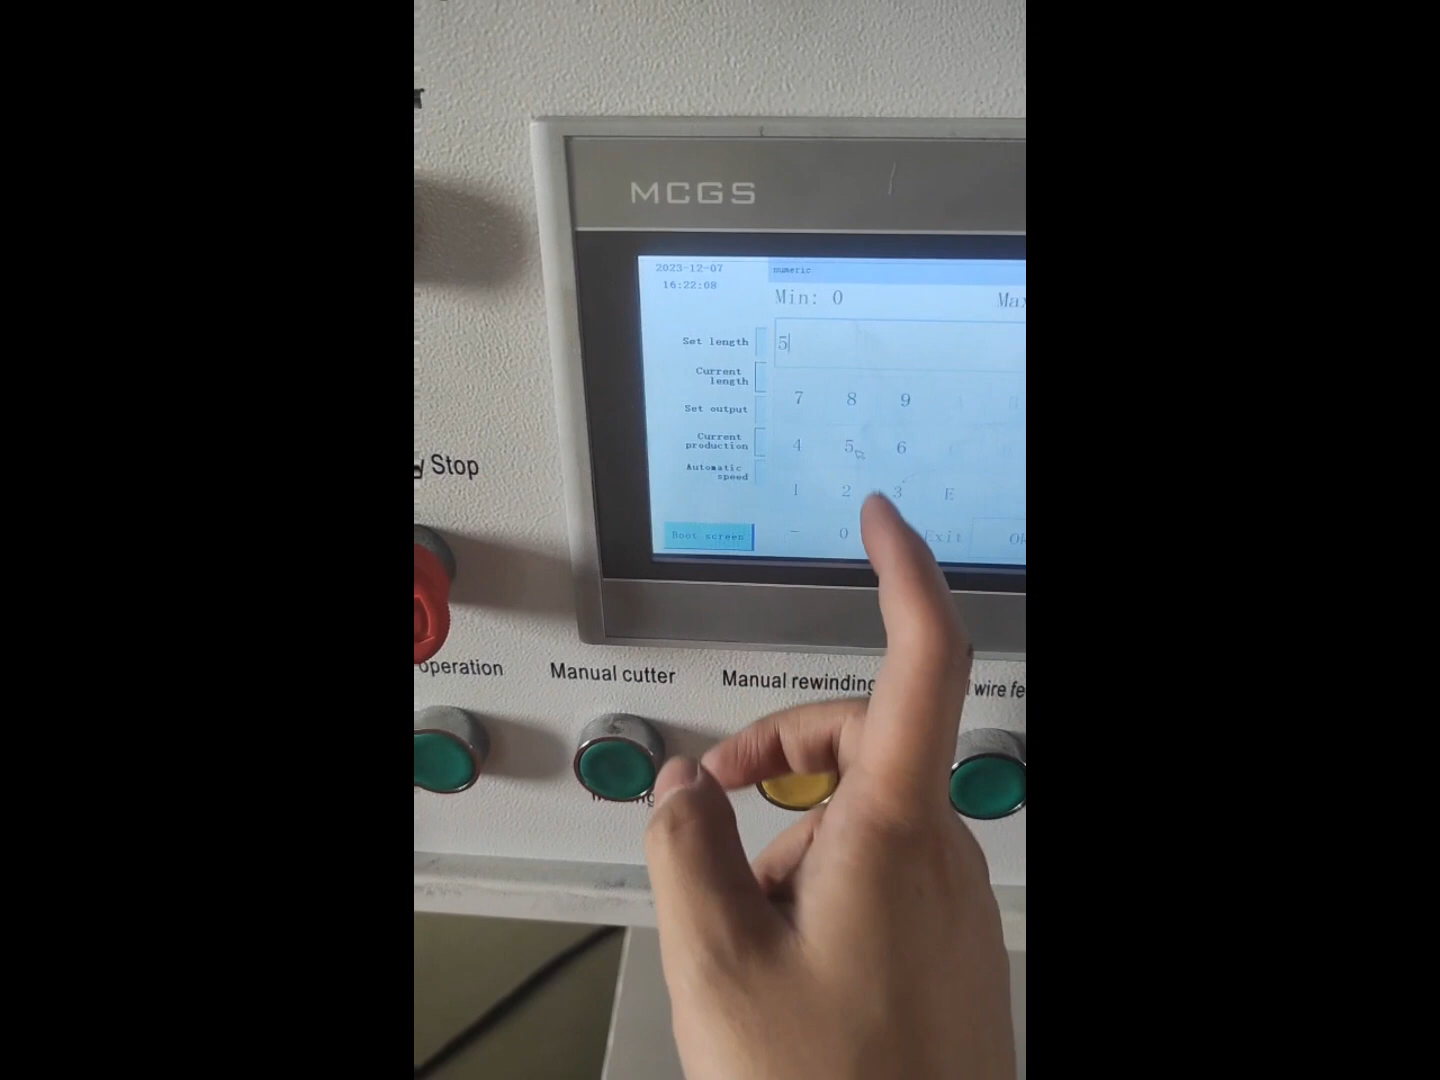 MCGS
2023-12-07
numeric
16:22:08
Min: 0
Set length
5
Current
length
7 8 9
Set output
Current
production
4 5 6
Automatic
speed
1 2 3 E
- 0 Exit
Root screen
Stop
operation
Manual cutter
Manual rewinding
wire